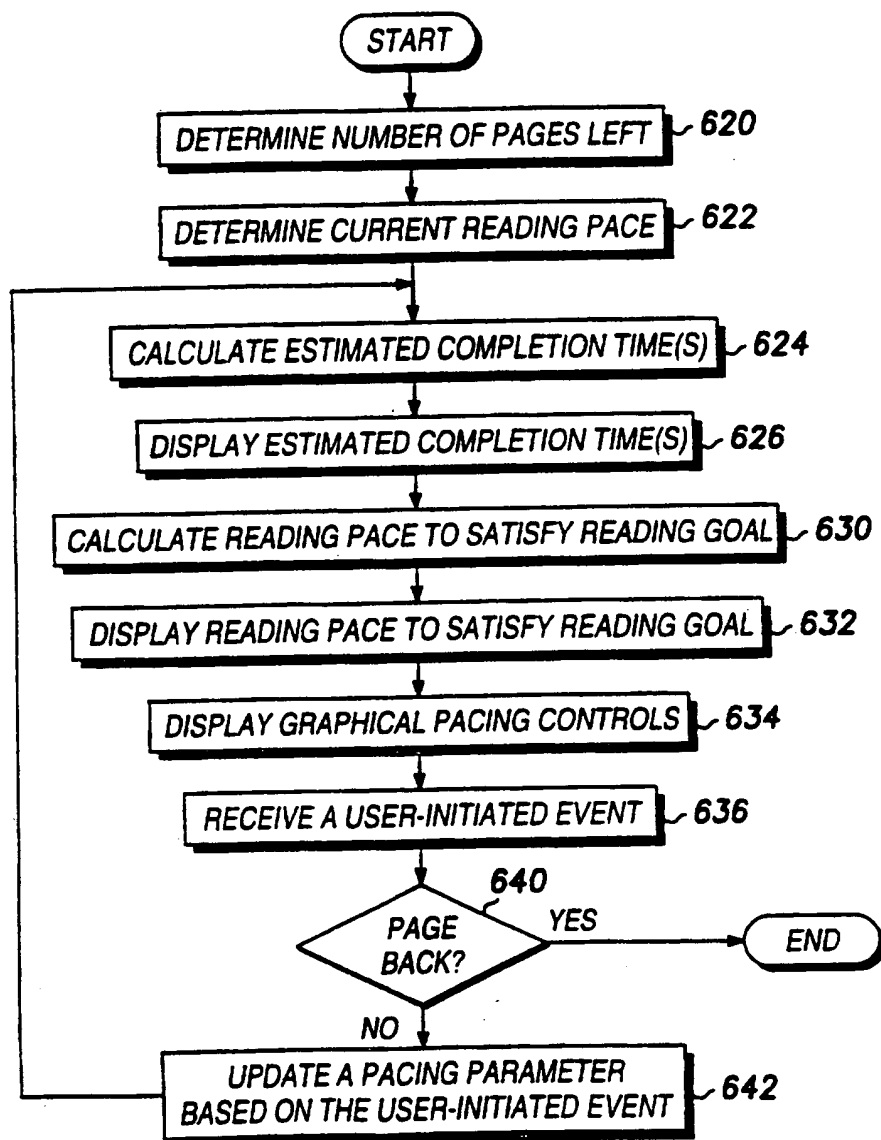 START
DETERMINE NUMBER OF PAGES LEFT 620
DETERMINE CURRENT READING PACE 622
CALCULATE ESTIMATED COMPLETION TIME(S) 624
DISPLAY ESTIMATED COMPLETION TIME(S) 626
CALCULATE READING PACE TO SATISFY READING GOAL 630
DISPLAY READING PACE TO SATISFY READING GOAL 632
DISPLAY GRAPHICAL PACING CONTROLS 634
RECEIVE A USER-INITIATED EVENT 636
640
PAGE
BACK?
YES
END
NO
UPDATE A PACING PARAMETER
BASED ON THE USER-INITIATED EVENT 642